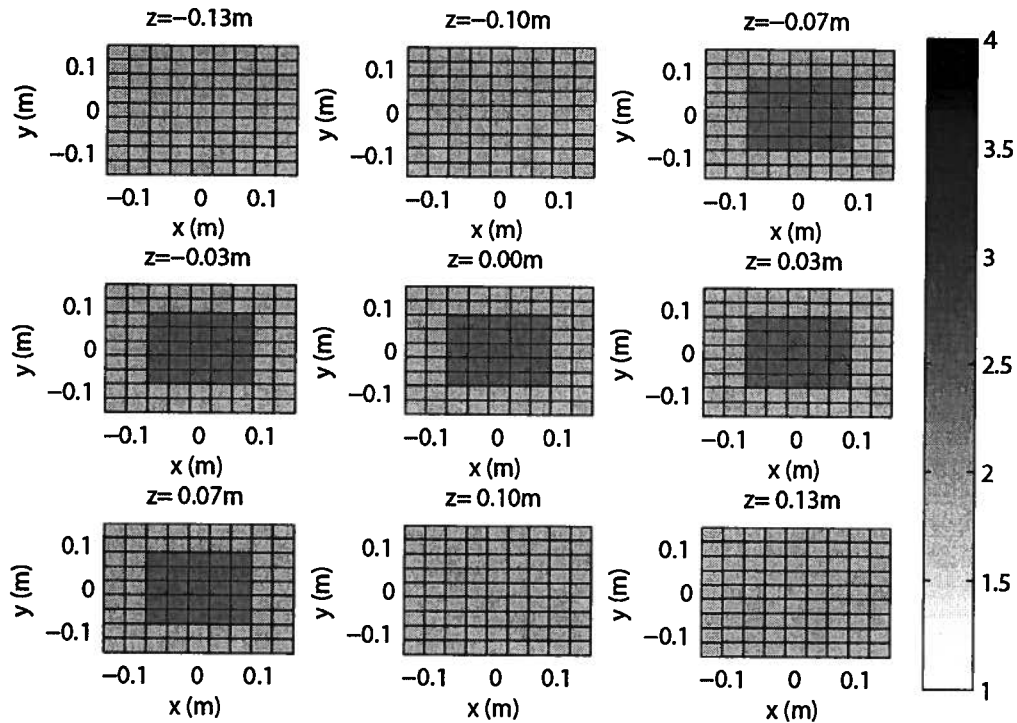 z=−0.13m
z=−0.10m
z=−0.07m
y (m)
0.1
0
−0.1
−0.1 0 0.1
x (m)
y (m)
0.1
0
−0.1
−0.1 0 0.1
x (m)
y (m)
0.1
0
−0.1
−0.1 0 0.1
x (m)
z=−0.03m
z= 0.00m
z= 0.03m
y (m)
0.1
0
−0.1
−0.1 0 0.1
x (m)
y (m)
0.1
0
−0.1
−0.1 0 0.1
x (m)
y (m)
0.1
0
−0.1
−0.1 0 0.1
x (m)
z= 0.07m
z= 0.10m
z= 0.13m
y (m)
0.1
0
−0.1
−0.1 0 0.1
x (m)
y (m)
0.1
0
−0.1
−0.1 0 0.1
x (m)
y (m)
0.1
0
−0.1
−0.1 0 0.1
x (m)
4
3.5
3
2.5
2
1.5
1